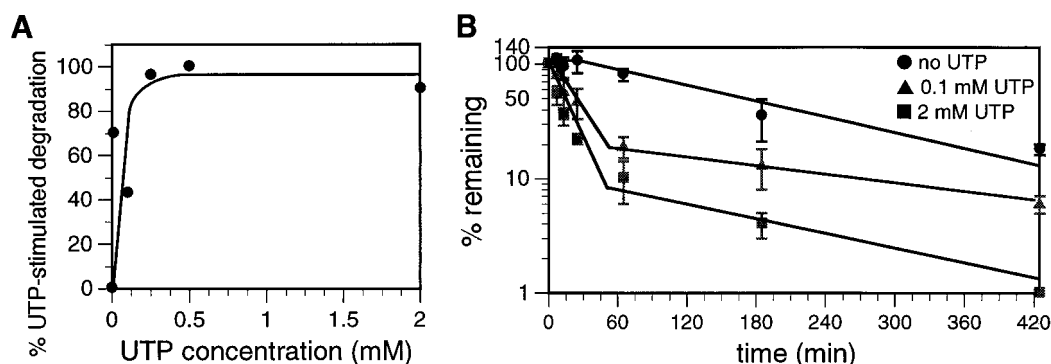 A
% UTP-stimulated degradation
100
80
60
40
20
0
0
0.5
1
1.5
2
UTP concentration (mM)
B
% remaining
140
100
50
10
1
no UTP
0.1 mM UTP
2 mM UTP
0
60
120
180
240
300
360
420
time (min)